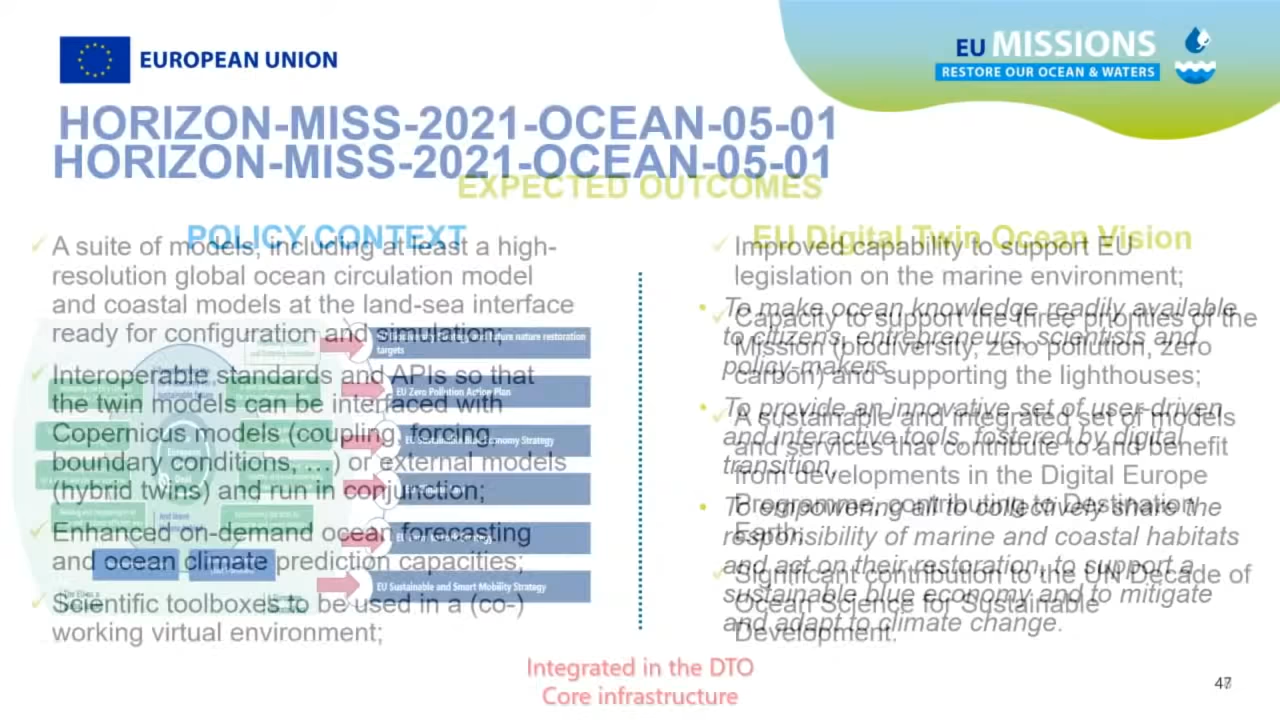 EUROPEAN UNION
EU MISSIONS
RESTORE OUR OCEAN & WATERS
HORIZON-MISS-2021-OCEAN-05-01
HORIZON-MISS-2021-OCEAN-05-01
EXPECTED OUTCOMES
POLICY CONTEXT
✓ A suite of models, including at least a high-
resolution global ocean circulation model
and coastal models at the land-sea interface
ready for configuration and simulation;
✓ Interoperable standards and APIs so that
the twin models can be interfaced with
Copernicus models (coupling, forcing
boundary conditions, …) or external models
(hybrid twins) and run in conjunction;
✓ Enhanced on-demand ocean forecasting
and ocean climate prediction capacities;
✓ Scientific toolboxes to be used in a (co-)
working virtual environment;
nature restoration
targets
EU Zero Pollution Action Plan
Economy Strategy
EU Sustainable and Smart Mobility Strategy
EU Digital Twin Ocean Vision
✓ Improved capability to support EU
legislation on the marine environment;
✓ Capacity to support the three priorities of the
Mission (biodiversity, zero pollution, zero
carbon) and supporting the lighthouses;
✓ A sustainable and integrated set of models
and services that contribute to and benefit
from developments in the Digital Europe
Programme, contributing to Destination
Earth;
✓ Significant contribution to the UN Decade of
Ocean Science for Sustainable
Development.
• To make ocean knowledge readily available
to citizens, entrepreneurs, scientists and
policy-makers
• To provide an innovative set of user-driven
and interactive tools, fostered by digital
transition,
• To empowering all to collectively share the
responsibility of marine and coastal habitats
and act on their restoration, to support a
sustainable blue economy and to mitigate
and adapt to climate change.
Integrated in the DTO
Core infrastructure